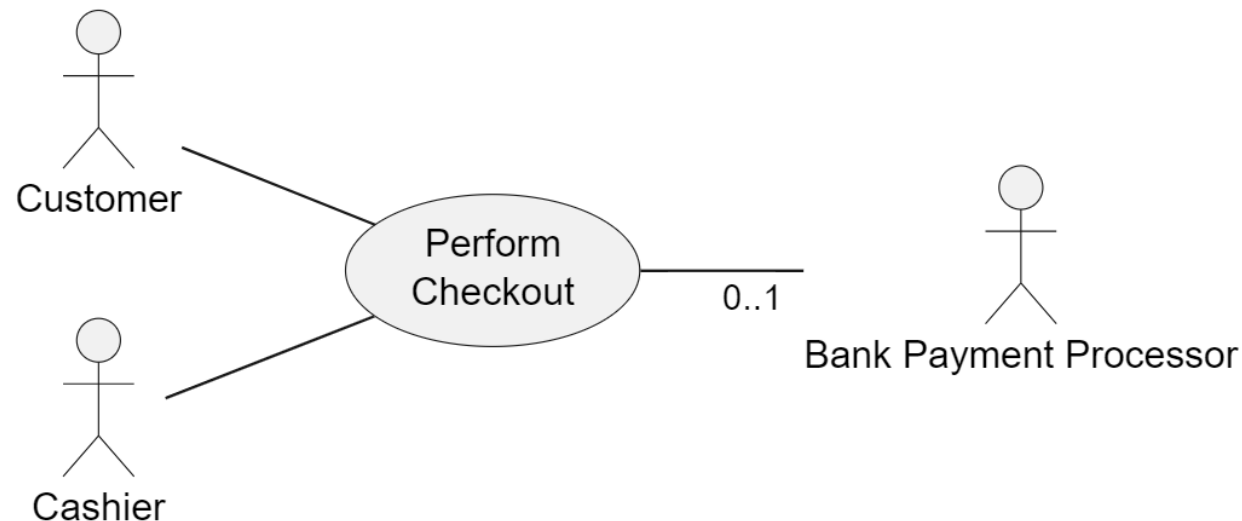 Customer
Perform
Checkout
0..1
Bank Payment Processor
Cashier